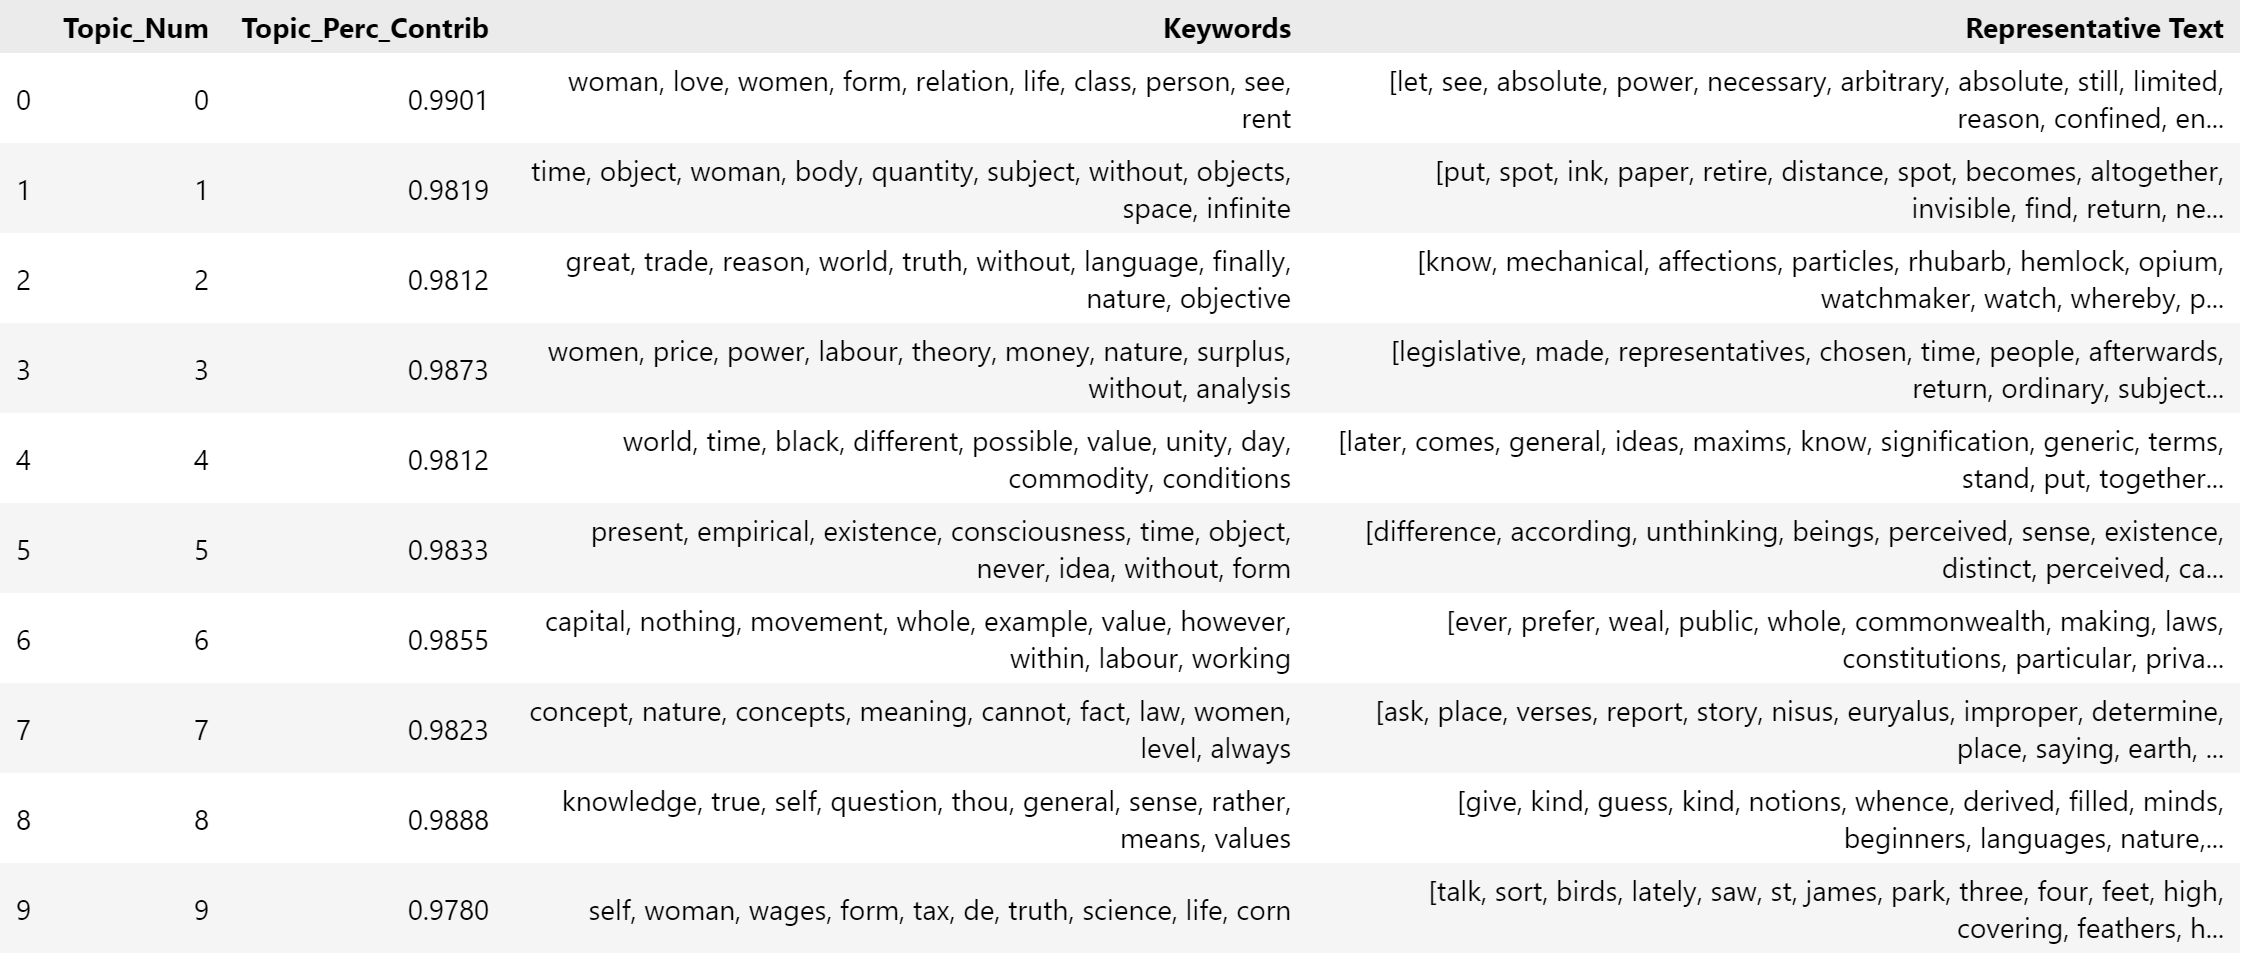 Topic_Num Topic_Perc_Contrib Keywords Representative Text
0 0 0.9901 woman, love, women, form, relation, life, class, person, see, rent [let, see, absolute, power, necessary, arbitrary, absolute, still, limited, reason, confined, en...
1 1 0.9819 time, object, woman, body, quantity, subject, without, objects, space, infinite [put, spot, ink, paper, retire, distance, spot, becomes, altogether, invisible, find, return, ne...
2 2 0.9812 great, trade, reason, world, truth, without, language, finally, nature, objective [know, mechanical, affections, particles, rhubarb, hemlock, opium, watchmaker, watch, whereby, p...
3 3 0.9873 women, price, power, labour, theory, money, nature, surplus, without, analysis [legislative, made, representatives, chosen, time, people, afterwards, return, ordinary, subject...
4 4 0.9812 world, time, black, different, possible, value, unity, day, commodity, conditions [later, comes, general, ideas, maxims, know, signification, generic, terms, stand, put, together...
5 5 0.9833 present, empirical, existence, consciousness, time, object, never, idea, without, form [difference, according, unthinking, beings, perceived, sense, existence, distinct, perceived, ca...
6 6 0.9855 capital, nothing, movement, whole, example, value, however, within, labour, working [ever, prefer, weal, public, whole, commonwealth, making, laws, constitutions, particular, priva...
7 7 0.9823 concept, nature, concepts, meaning, cannot, fact, law, women, level, always [ask, place, verses, report, story, nisus, euryalus, improper, determine, place, saying, earth, ...
8 8 0.9888 knowledge, true, self, question, thou, general, sense, rather, means, values [give, kind, guess, kind, notions, whence, derived, filled, minds, beginners, languages, nature,...
9 9 0.9780 self, woman, wages, form, tax, de, truth, science, life, corn [talk, sort, birds, lately, saw, st, james, park, three, four, feet, high, covering, feathers, h...